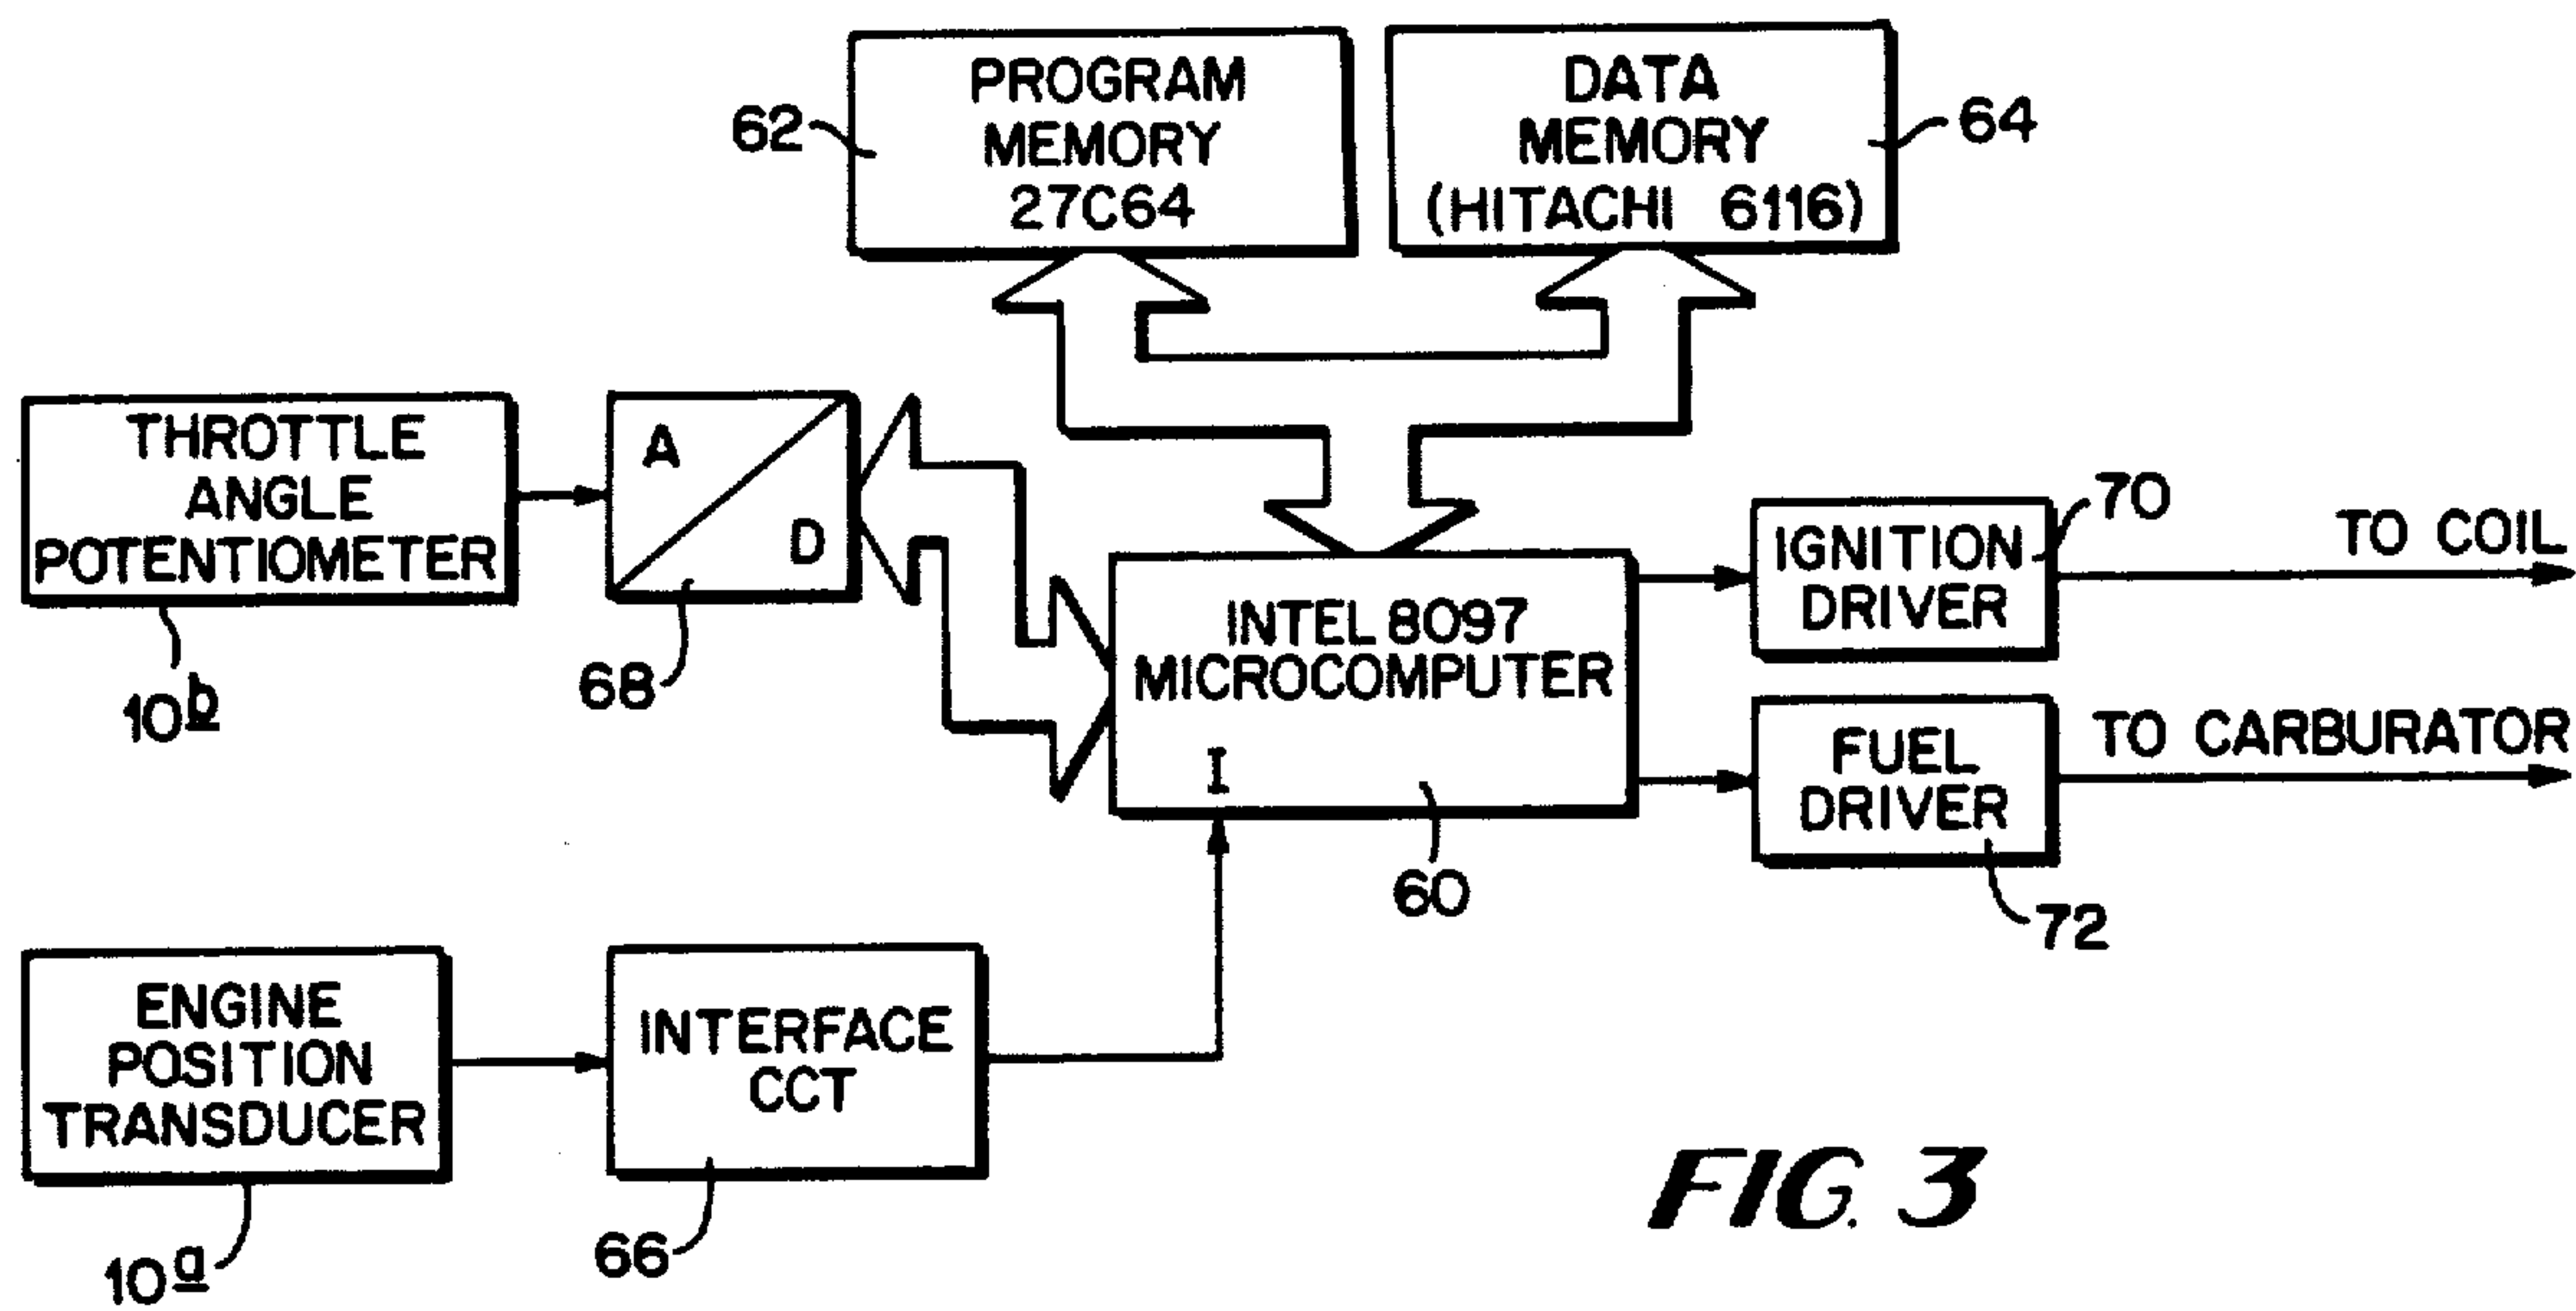 PROGRAM
MEMORY
27C64
62
DATA
MEMORY
(HITACHI 6116)
64
THROTTLE
ANGLE
POTENTIOMETER
10b
A
D
68
INTEL 8097
MICROCOMPUTER
I
60
IGNITION
DRIVER
70
TO COIL
FUEL
DRIVER
72
TO CARBURATOR
ENGINE
POSITION
TRANSDUCER
10a
INTERFACE
CCT
66
FIG. 3